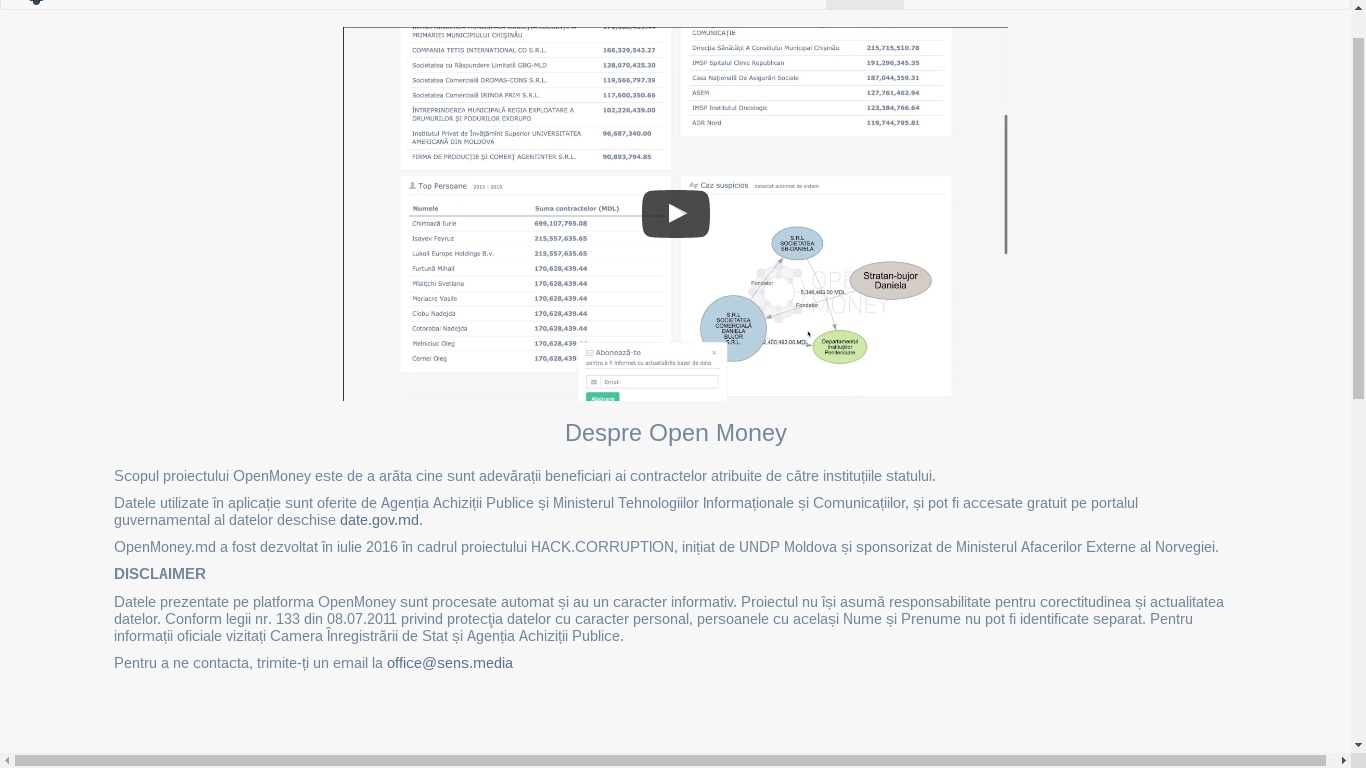 PRIMARIEI MUNICIPIULUI CHIȘINĂU
COMPANIA TETIS INTERNATIONAL CO S.R.L. 166,329,542.27
Societatea cu Răspundere Limitată GBG-MLD 128,070,425.30
Societatea Comercială DROMAS-CONS S.R.L. 119,566,797.39
Societatea Comercială IRINDA PRIM S.R.L. 117,600,350.66
ÎNTREPRINDEREA MUNICIPALĂ REGIA EXPLOATARE A 102,226,439.00
DRUMURILOR ȘI PODURILOR EXDRUPO
Institutul Privat de Învățămînt Superior UNIVERSITATEA 96,687,340.00
AMERICANĂ DIN MOLDOVA
FIRMA DE PRODUCȚIE ȘI COMERȚ AGENTINTER S.R.L. 90,893,794.85
COMUNICAȚIE
Direcția Sănătății A Consiliului Municipal Chișinău 215,715,510.78
IMSP Spitalul Clinic Republican 191,296,345.35
Casa Națională De Asigurări Sociale 187,044,359.31
ASEM 127,761,462.94
IMSP Institutul Oncologic 123,384,766.64
ADR Nord 119,744,795.81
Top Persoane 2015 - 2016
Numele Suma contractelor (MDL)
Chirtoacă Iurie 699,107,795.08
Isayev Feyruz 215,557,635.65
Lukoil Europe Holdings B.v. 215,557,635.65
Furtună Mihail 170,628,439.44
Mislițchi Svetlana 170,628,439.44
Meriacre Vasile 170,628,439.44
Ciobu Nadejda 170,628,439.44
Cotorobai Nadejda 170,628,439.44
Melniciuc Oleg 170,628,439.
Cernei Oleg 170,628,439.
Caz suspicios detectat automat de sistem
S.R.L
SOCIETATEA
SB-DANIELA
Stratan-bujor
Daniela
Fondator
5,346,483.00 MDL
Fondator
S.R.L
SOCIETATEA
COMERCIALĂ
DANIELA
BUJOR
S.R.L.
2,400,492.00 MDL
Departamentul
Instituțiilor
Penitenciare
OPEN
MONEY
Abonează-te ×
pentru a fi informat cu actualizările bazei de date
Email
Abonare
Despre Open Money
Scopul proiectului OpenMoney este de a arăta cine sunt adevărații beneficiari ai contractelor atribuite de către instituțiile statului.
Datele utilizate în aplicație sunt oferite de Agenția Achiziții Publice și Ministerul Tehnologiilor Informaționale și Comunicațiilor, și pot fi accesate gratuit pe portalul
guvernamental al datelor deschise date.gov.md.
OpenMoney.md a fost dezvoltat în iulie 2016 în cadrul proiectului HACK.CORRUPTION, inițiat de UNDP Moldova și sponsorizat de Ministerul Afacerilor Externe al Norvegiei.
DISCLAIMER
Datele prezentate pe platforma OpenMoney sunt procesate automat și au un caracter informativ. Proiectul nu își asumă responsabilitate pentru corectitudinea și actualitatea
datelor. Conform legii nr. 133 din 08.07.2011 privind protecţia datelor cu caracter personal, persoanele cu același Nume și Prenume nu pot fi identificate separat. Pentru
informații oficiale vizitați Camera Înregistrării de Stat și Agenția Achiziții Publice.
Pentru a ne contacta, trimite-ți un email la office@sens.media